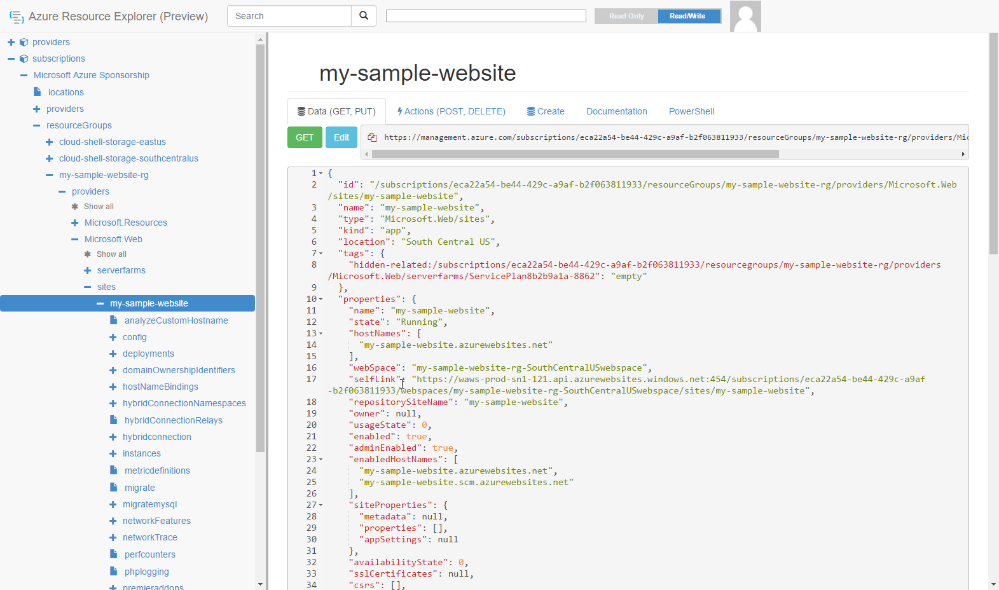 Azure Resource Explorer (Preview)
Search
Read Only
Read/Write
providers
subscriptions
Microsoft Azure Sponsorship
locations
providers
resourceGroups
cloud-shell-storage-eastus
cloud-shell-storage-southcentralus
my-sample-website-rg
providers
Show all
Microsoft.Resources
Microsoft.Web
Show all
serverfarms
sites
my-sample-website
analyzeCustomHostname
config
deployments
domainOwnershipIdentifiers
hostNameBindings
hybridConnectionNamespaces
hybridConnectionRelays
hybridconnection
instances
metricdefinitions
migrate
migratemysql
networkFeatures
networkTrace
perfcounters
phplogging
premieraddons
my-sample-website
Data (GET, PUT)
Actions (POST, DELETE)
Create
Documentation
PowerShell
GET
Edit
https://management.azure.com/subscriptions/eca22a54-be44-429c-a9af-b2f063811933/resourceGroups/my-sample-website-rg/providers/Mic
1 {
2 "id": "/subscriptions/eca22a54-be44-429c-a9af-b2f063811933/resourceGroups/my-sample-website-rg/providers/Microsoft.Web
/sites/my-sample-website",
3 "name": "my-sample-website",
4 "type": "Microsoft.Web/sites",
5 "kind": "app",
6 "location": "South Central US",
7 "tags": {
8 "hidden-related:/subscriptions/eca22a54-be44-429c-a9af-b2f063811933/resourcegroups/my-sample-website-rg/providers
/Microsoft.Web/serverfarms/ServicePlan8b2b9a1a-8862": "empty"
9 },
10 "properties": {
11 "name": "my-sample-website",
12 "state": "Running",
13 "hostNames": [
14 "my-sample-website.azurewebsites.net"
15 ],
16 "webSpace": "my-sample-website-rg-SouthCentralUSwebspace",
17 "selfLink": "https://waws-prod-sn1-121.api.azurewebsites.windows.net:454/subscriptions/eca22a54-be44-429c-a9af
-b2f063811933/webspaces/my-sample-website-rg-SouthCentralUSwebspace/sites/my-sample-website",
18 "repositorySiteName": "my-sample-website",
19 "owner": null,
20 "usageState": 0,
21 "enabled": true,
22 "adminEnabled": true,
23 "enabledHostNames": [
24 "my-sample-website.azurewebsites.net",
25 "my-sample-website.scm.azurewebsites.net"
26 ],
27 "siteProperties": {
28 "metadata": null,
29 "properties": [],
30 "appSettings": null
31 },
32 "availabilityState": 0,
33 "sslCertificates": null,
34 "csrs": [],